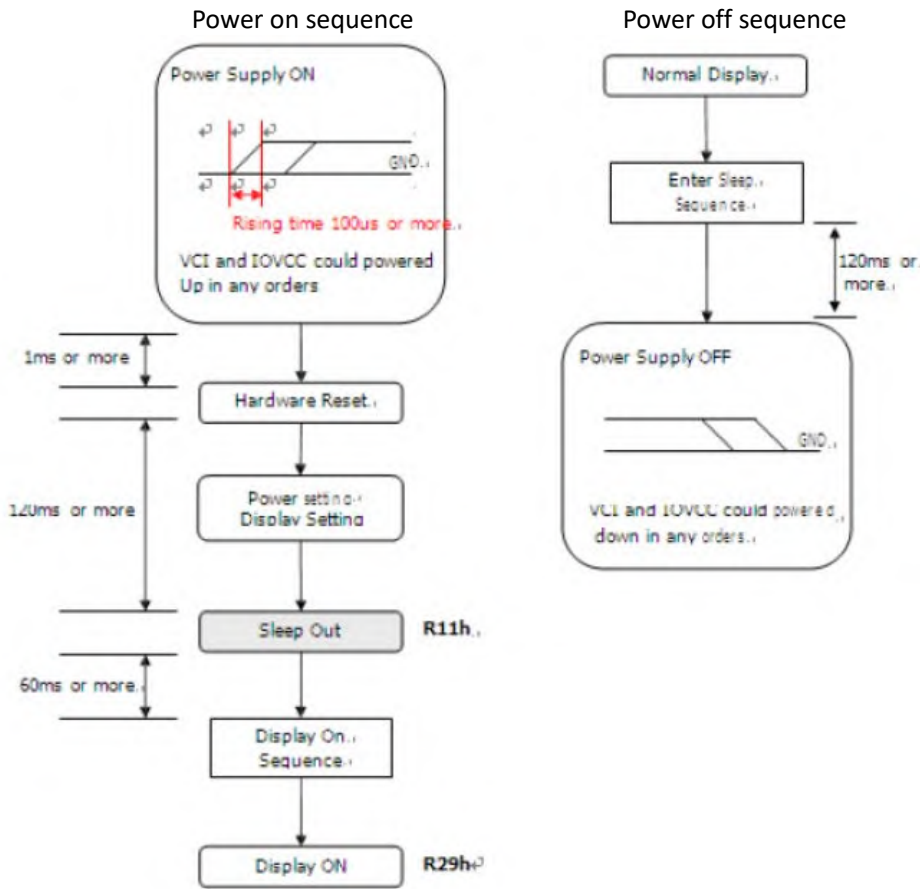 Power on sequence
Power Supply ON
GND.
Rising time 100us or more.
VCI and IOVCC could powered
Up in any orders
1ms or more
Hardware Reset.
Power setting.
Display Setting
120ms or more
Sleep Out
R11h.
60ms or more.
Display On.
Sequence.
Display ON
R29h
Power off sequence
Normal Display.
Enter Sleep.
Sequence.
120ms or.
more.
Power Supply OFF
GND.
VCI and IOVCC could powered.
down in any orders.